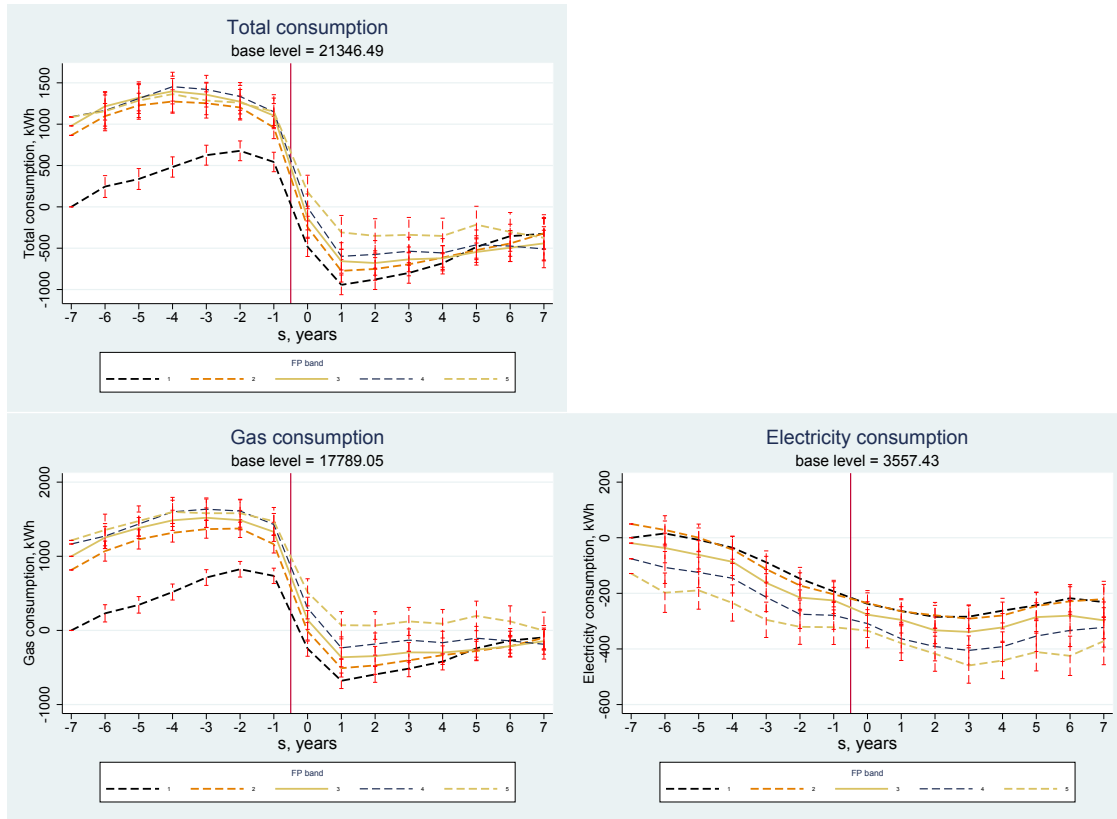 Total consumption
base level = 21346.49
Total consumption, kWh
1500
1000
500
0
-500
-1000
-7 -6 -5 -4 -3 -2 -1 0 1 2 3 4 5 6 7
s, years
FP band
1 2 3 4 5
Gas consumption
base level = 17789.05
Gas consumption, kWh
2000
1000
0
-1000
-7 -6 -5 -4 -3 -2 -1 0 1 2 3 4 5 6 7
s, years
FP band
1 2 3 4 5
Electricity consumption
base level = 3557.43
Electricity consumption, kWh
200
0
-200
-400
-600
-7 -6 -5 -4 -3 -2 -1 0 1 2 3 4 5 6 7
s, years
FP band
1 2 3 4 5